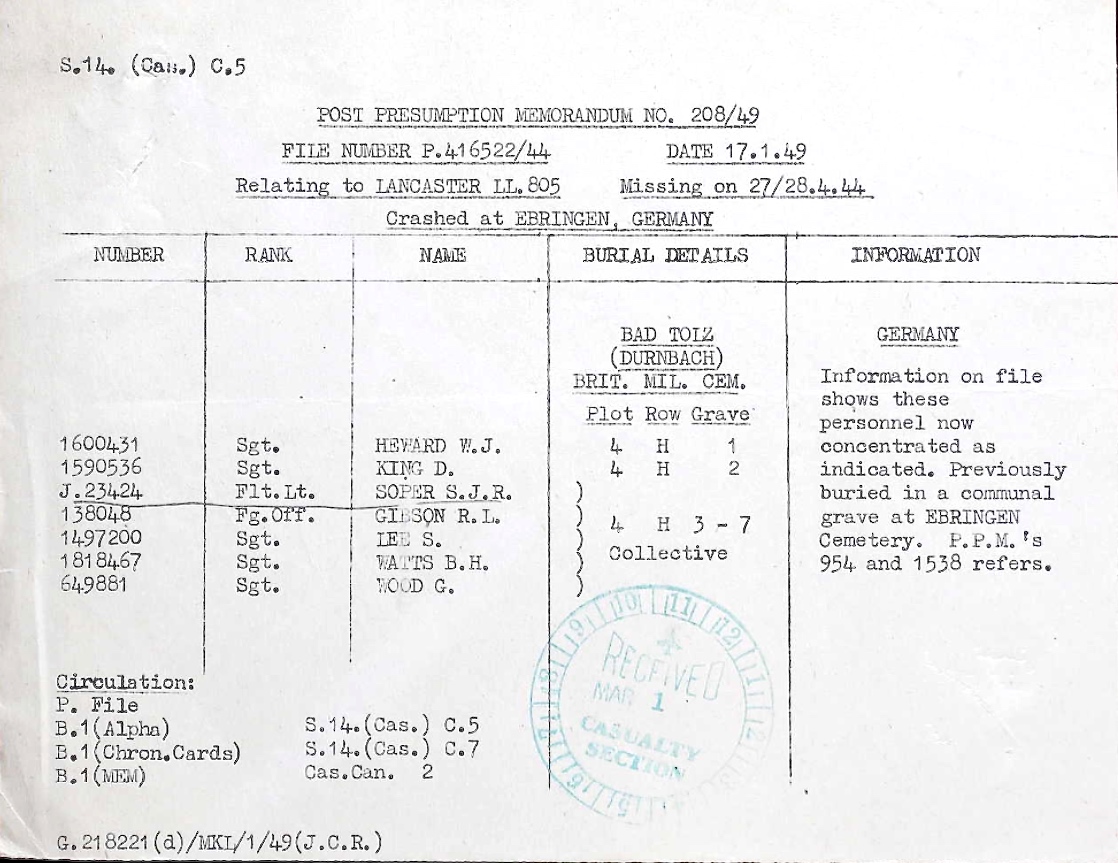 S.14. (Cas.) C.5
POST PRESUMPTION MEMORANDUM NO. 208/49
FILE NUMBER P.416522/44 DATE 17.1.49
Relating to LANCASTER LL.805 Missing on 27/28.4.44
Crashed at EBRINGEN, GERMANY
NUMBER RANK NAME BURIAL DETAILS INFORMATION
BAD TOLZ GERMANY
(DURNBACH)
BRIT. MIL. CEM. Information on file
shows these
Plot Row Grave personnel now
1600431 Sgt. HEWARD W.J. 4 H 1 concentrated as
1590536 Sgt. KING D. 4 H 2 indicated. Previously
J.23424 Flt.Lt. SOPER S.J.R. ) buried in a communal
138048 Fg.Off. GIBSON R.L. ) 4 H 3 - 7 grave at EBRINGEN
1497200 Sgt. LEE S. ) Collective Cemetery. P.P.M.'s
1818467 Sgt. WATTS B.H. ) 954 and 1538 refers.
649881 Sgt. WOOD G. )
10 11 12 1
9
8
RECEIVED
MAR 1
CASUALTY
SECTION
Circulation:
P. File
B.1(Alpha) S.14.(Cas.) C.5
B.1(Chron.Cards) S.14.(Cas.) C.7
B.1(MEM) Cas.Can. 2
G.218221(d)/MKL/1/49(J.C.R.)